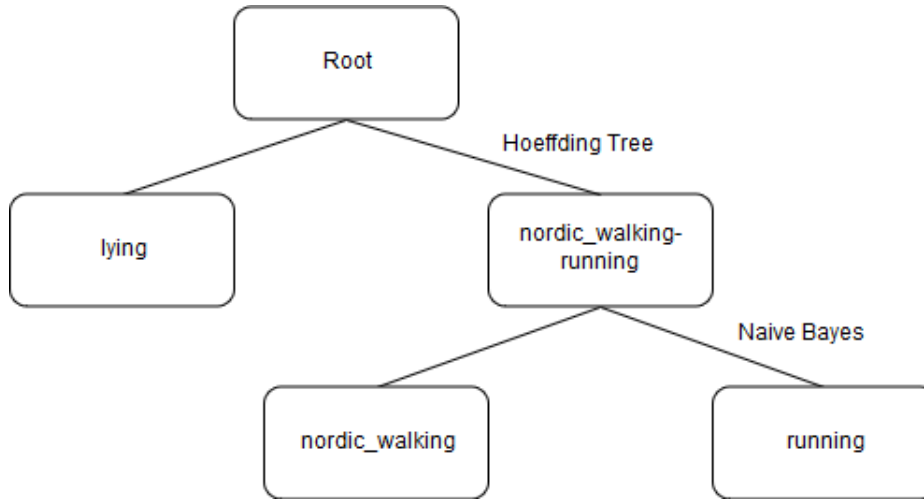 Root
Hoeffding Tree
lying
nordic_walking-
running
Naive Bayes
nordic_walking
running